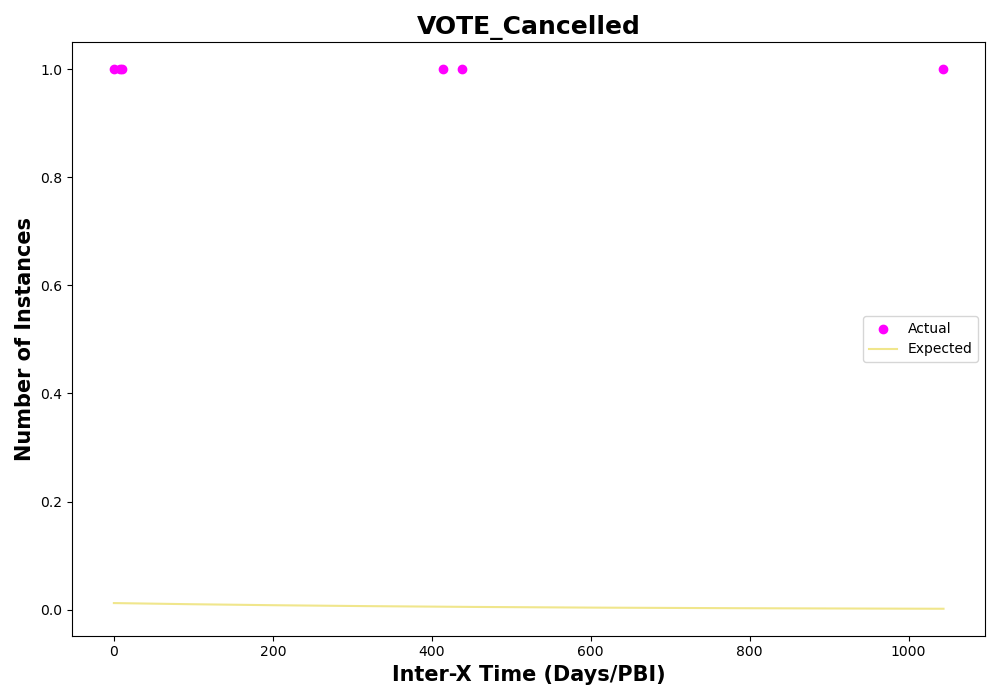 VOTE_Cancelled
Number of Instances
1.0
0.8
0.6
0.4
0.2
0.0
Actual
Expected
0 200 400 600 800 1000
Inter-X Time (Days/PBI)